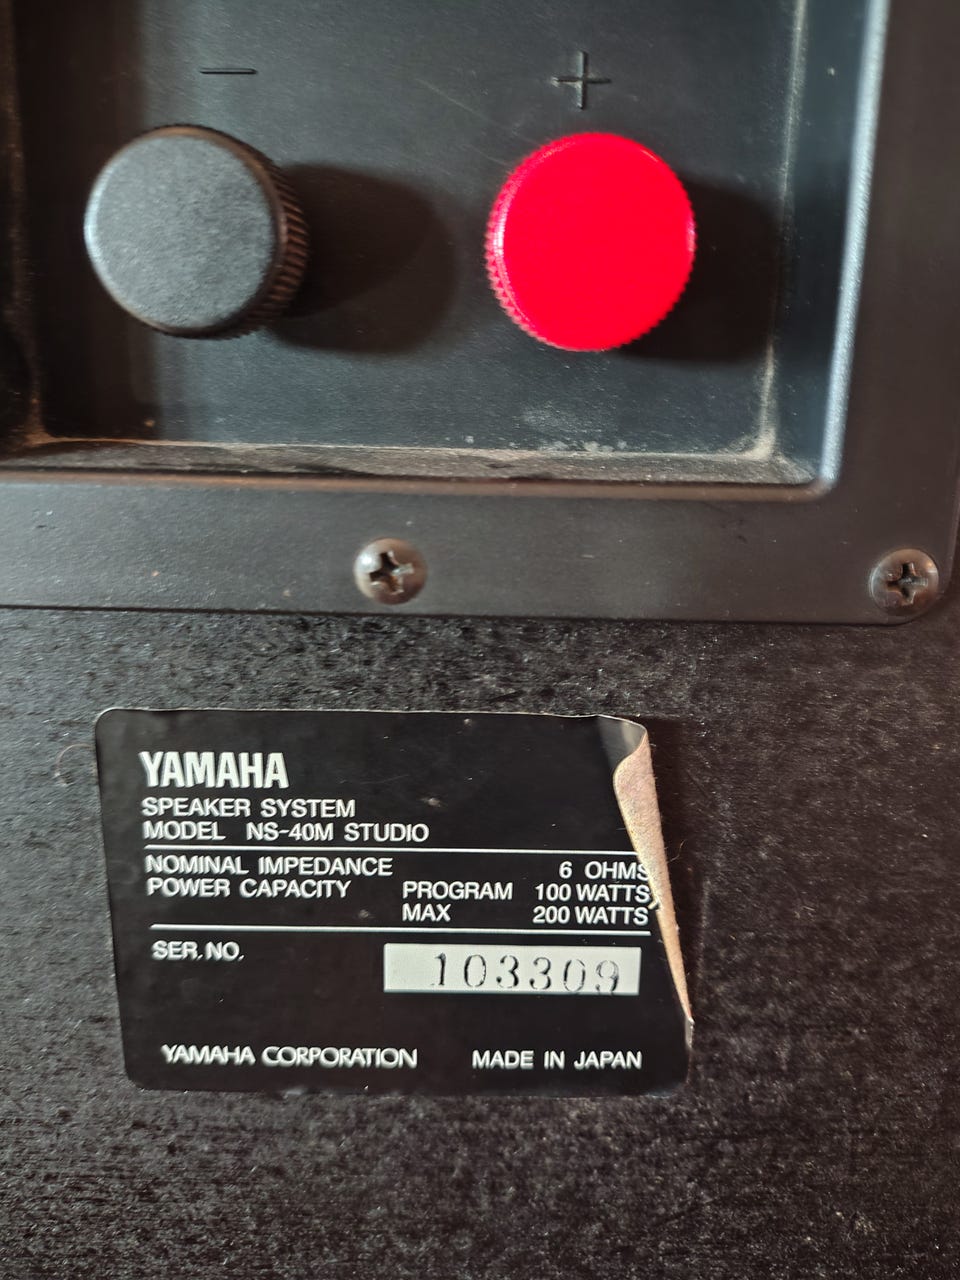 − +
YAMAHA
SPEAKER SYSTEM
MODEL NS-40M STUDIO
NOMINAL IMPEDANCE 6 OHMS
POWER CAPACITY PROGRAM 100 WATTS
MAX 200 WATTS
SER. NO. 103309
YAMAHA CORPORATION MADE IN JAPAN